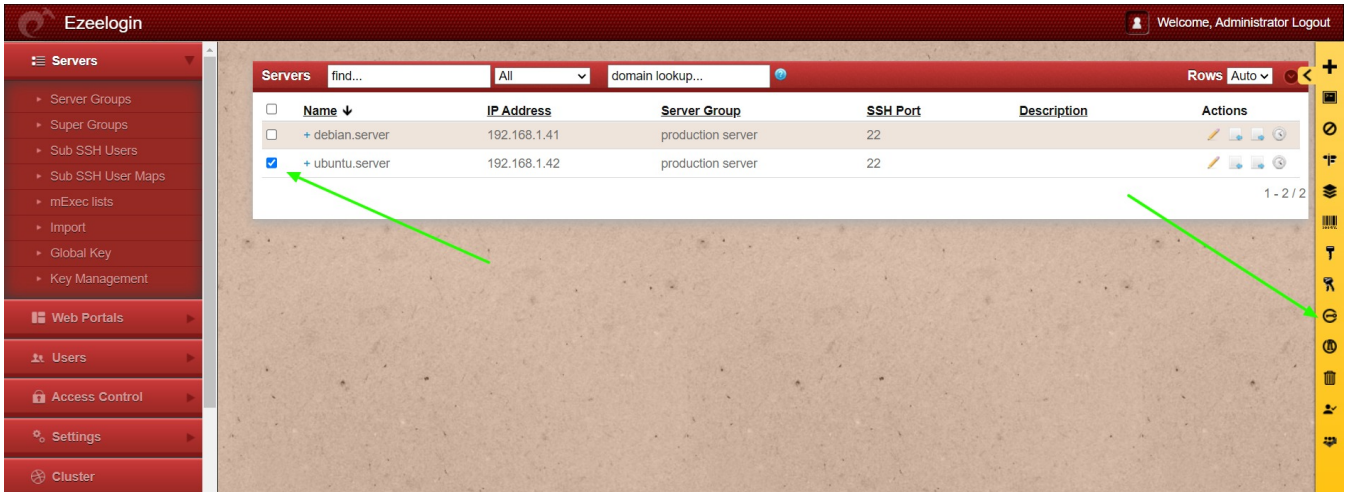 Ezeelogin
Welcome, Administrator Logout
Servers
Server Groups
Super Groups
Sub SSH Users
Sub SSH User Maps
mExec lists
Import
Global Key
Key Management
Web Portals
Users
Access Control
Settings
Cluster
Servers find... All domain lookup... Rows Auto
Name IP Address Server Group SSH Port Description Actions
+ debian.server 192.168.1.41 production server 22
+ ubuntu.server 192.168.1.42 production server 22
1 - 2 / 2